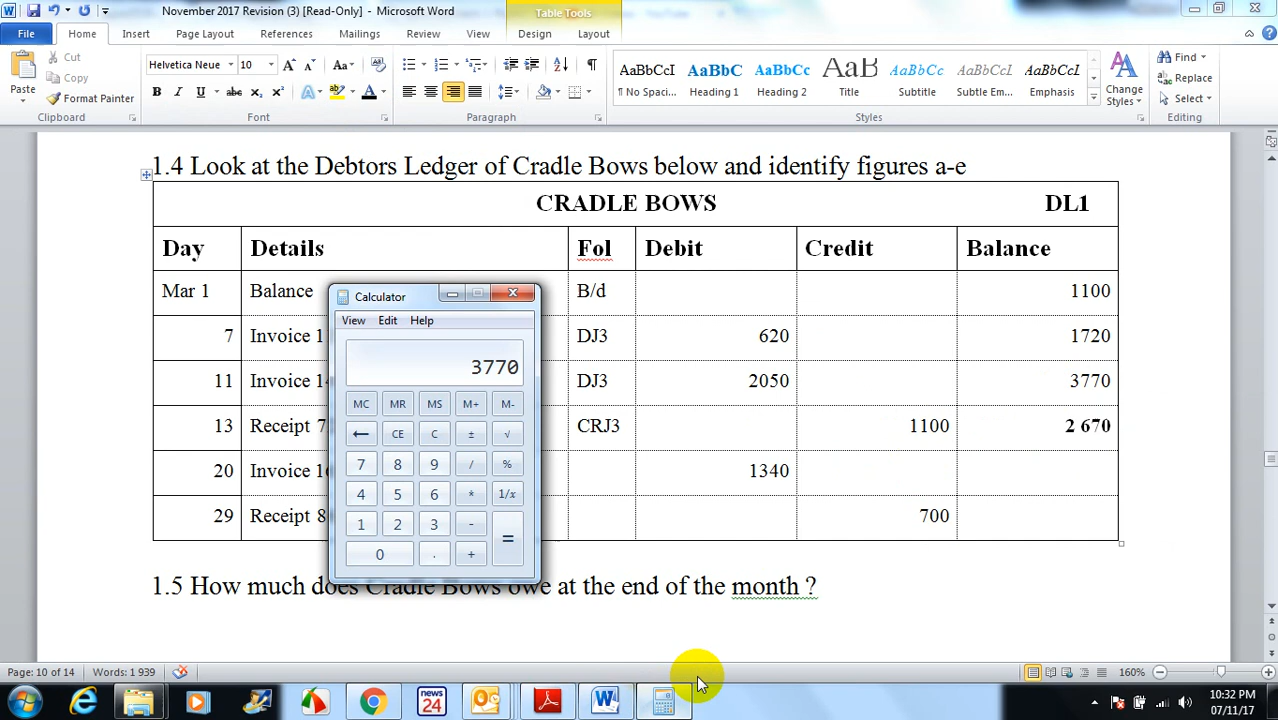 November 2017 Revision (3) [Read-Only] - Microsoft Word
Table Tools
File Home Insert Page Layout References Mailings Review View Design Layout
Paste
Cut
Copy
Format Painter
Clipboard
Helvetica Neue 10
Font
Paragraph
AaBbCcI AaBbC AaBbCc AaB AaBbCcI AaBbCcI AaBbCcI
¶ No Spaci... Heading 1 Heading 2 Title Subtitle Subtle Em... Emphasis
Styles
Change Styles
Find
Replace
Select
Editing
1.4 Look at the Debtors Ledger of Cradle Bows below and identify figures a-e
CRADLE BOWS DL1
Day Details Fol Debit Credit Balance
Mar 1 Balance B/d 1100
7 Invoice 1 DJ3 620 1720
11 Invoice 14 DJ3 2050 3770
13 Receipt 7 CRJ3 1100 2 670
20 Invoice 16 1340
29 Receipt 8 700
Calculator
View Edit Help
3770
MC MR MS M+ M-
← CE C ± √
7 8 9 / %
4 5 6 * 1/x
1 2 3 - =
0 . +
1.5 How much does Cradle Bows owe at the end of the month ?
Page: 10 of 14 Words: 1 939 160%
news 24
10:32 PM
07/11/17